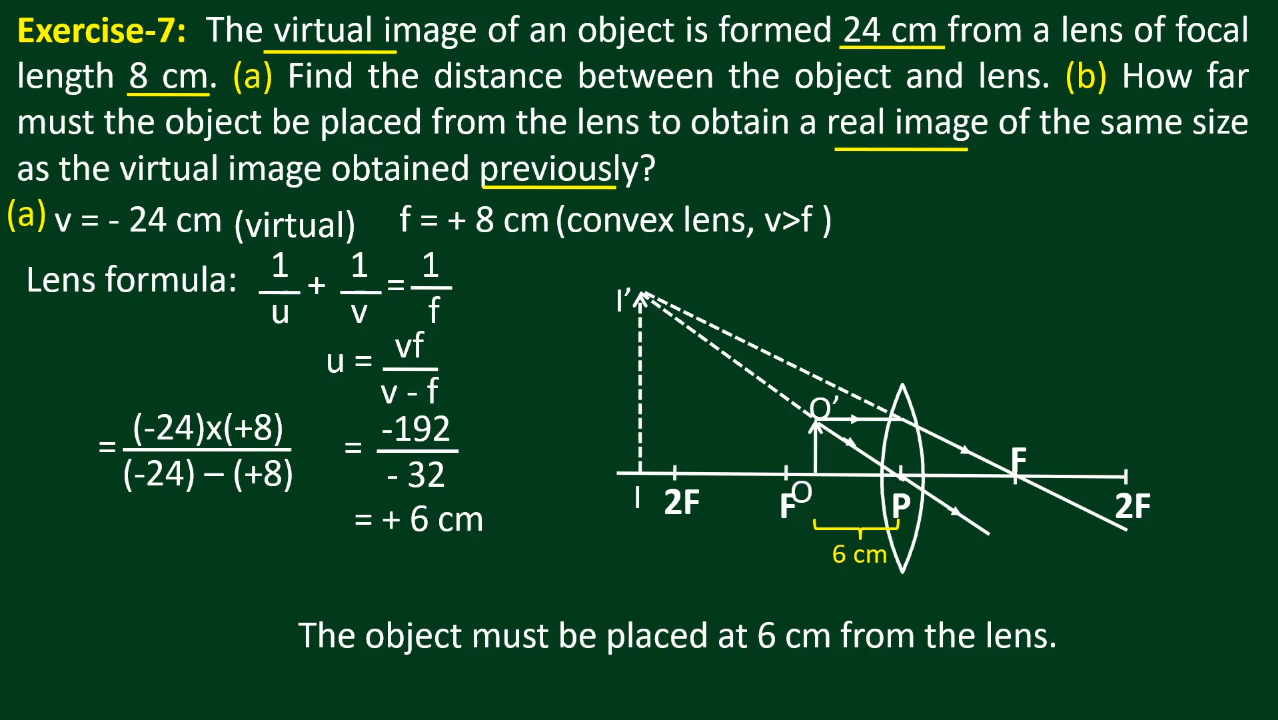 Exercise-7: The virtual image of an object is formed 24 cm from a lens of focal
length 8 cm. (a) Find the distance between the object and lens. (b) How far
must the object be placed from the lens to obtain a real image of the same size
as the virtual image obtained previously?
(a) v = - 24 cm (virtual) f = + 8 cm (convex lens, v>f )
Lens formula: 1/u + 1/v = 1/f
u = vf/v - f
= (-24)x(+8)/(-24) – (+8) = -192/- 32
= + 6 cm
I’
O’
F
I 2F F O P 2F
6 cm
The object must be placed at 6 cm from the lens.